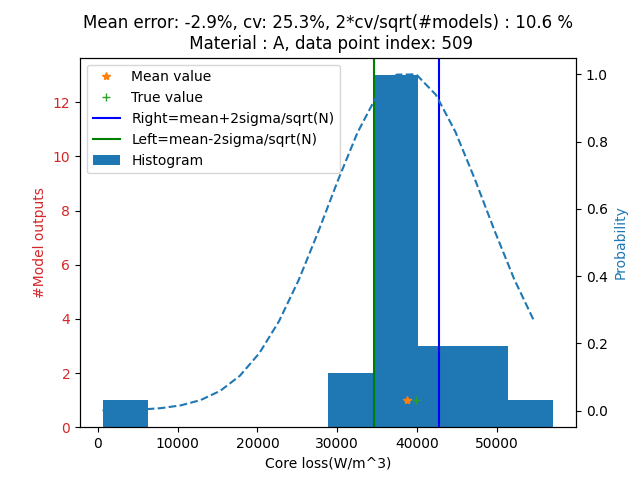 Mean error: -2.9%, cv: 25.3%, 2*cv/sqrt(#models) : 10.6 %
Material : A, data point index: 509
Mean value
True value
Right=mean+2sigma/sqrt(N)
Left=mean-2sigma/sqrt(N)
Histogram
#Model outputs
12
10
8
6
4
2
0
1.0
0.8
0.6
0.4
0.2
0.0
Probability
0
10000
20000
30000
40000
50000
Core loss(W/m^3)